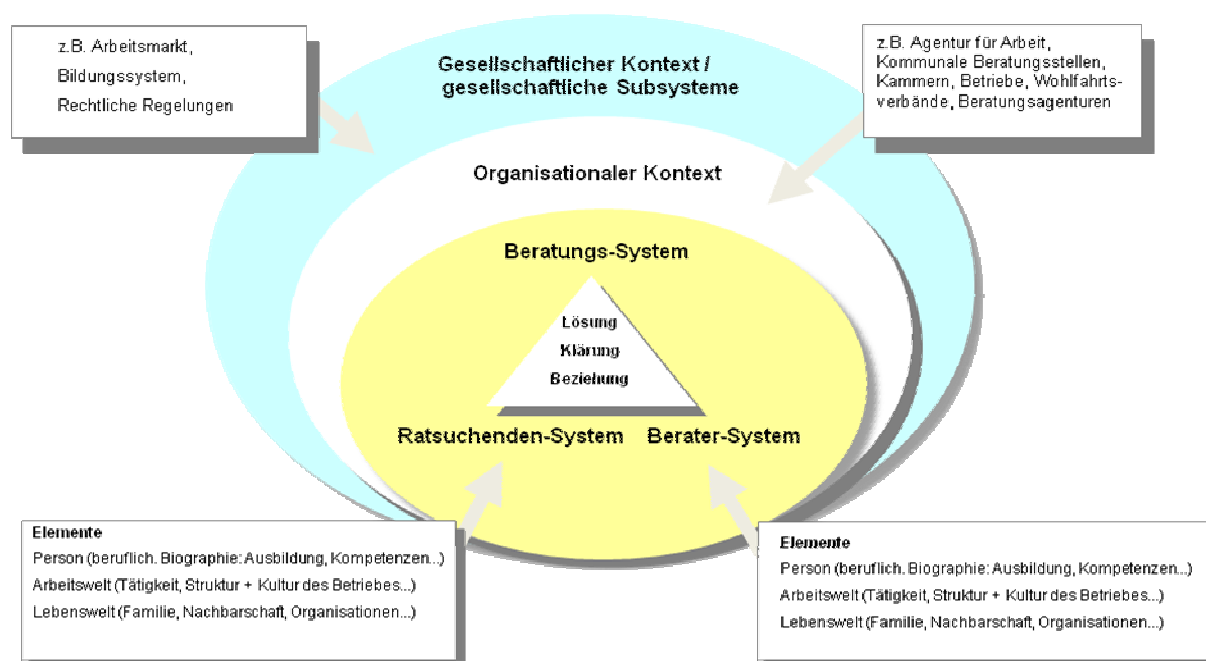 z.B. Arbeitsmarkt,
Bildungssystem,
Rechtliche Regelungen
Gesellschaftlicher Kontext /
gesellschaftliche Subsysteme
z.B. Agentur für Arbeit,
Kommunale Beratungsstellen,
Kammern, Betriebe, Wohlfahrts-
verbände, Beratungsagenturen
Organisationaler Kontext
Beratungs-System
Lösung
Klärung
Beziehung
Ratsuchenden-System
Berater-System
Elemente
Person (beruflich. Biographie: Ausbildung, Kompetenzen...)
Arbeitswelt (Tätigkeit, Struktur + Kultur des Betriebes...)
Lebenswelt (Familie, Nachbarschaft, Organisationen...)
Elemente
Person (beruflich. Biographie: Ausbildung, Kompetenzen...)
Arbeitswelt (Tätigkeit, Struktur + Kultur des Betriebes...)
Lebenswelt (Familie, Nachbarschaft, Organisationen...)